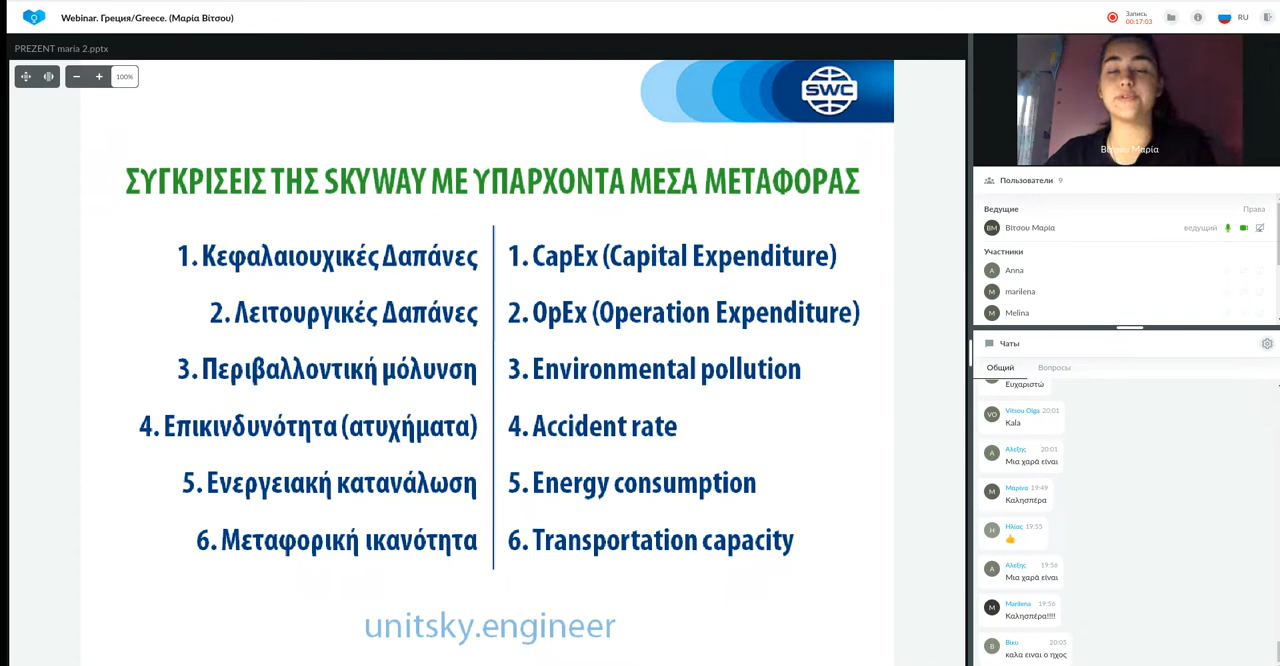 Webinar. Греция/Greece. (Μαρία Βίτσου)
Запись
00:17:03
RU
PREZENT maria 2.pptx
100%
SWC
ΣΥΓΚΡΙΣΕΙΣ ΤΗΣ SKYWAY ΜΕ ΥΠΑΡΧΟΝΤΑ ΜΕΣΑ ΜΕΤΑΦΟΡΑΣ
1. Κεφαλαιουχικές Δαπάνες
1. CapEx (Capital Expenditure)
2. Λειτουργικές Δαπάνες
2. OpEx (Operation Expenditure)
3. Περιβαλλοντική μόλυνση
3. Environmental pollution
4. Επικινδυνότητα (ατυχήματα)
4. Accident rate
5. Ενεργειακή κατανάλωση
5. Energy consumption
6. Μεταφορική ικανότητα
6. Transportation capacity
unitsky.engineer
Βίτσου Μαρία
Пользователи 9
Ведущие Права
ΒΜ Βίτσου Μαρία ведущий
Участники
A Anna
M marilena
M Melina
Чаты
Общий Вопросы
Ευχαριστώ
VO Vitsou Olga 20:01
Kala
Α Αλεξης 20:01
Μια χαρά είναι
Μ Μαρίνα 19:49
Καλησπέρα
Η Ηλίας 19:55
👍
Α Αλεξης 19:56
Μια χαρά είναι
M Marilena 19:56
Καλησπέρα!!!!
Β Βίκυ 20:05
καλα ειναι ο ηχος